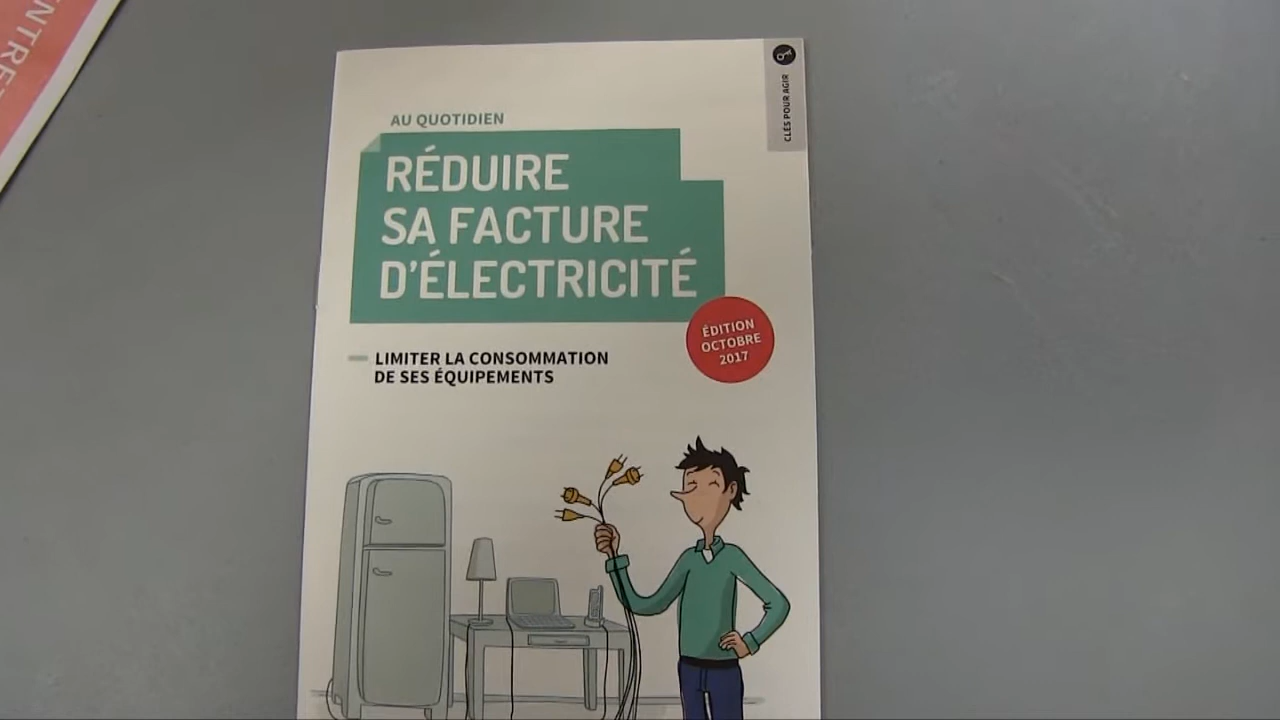 AU QUOTIDIEN
RÉDUIRE
SA FACTURE
D'ÉLECTRICITÉ
ÉDITION
OCTOBRE
2017
LIMITER LA CONSOMMATION
DE SES ÉQUIPEMENTS
CLÉS POUR AGIR